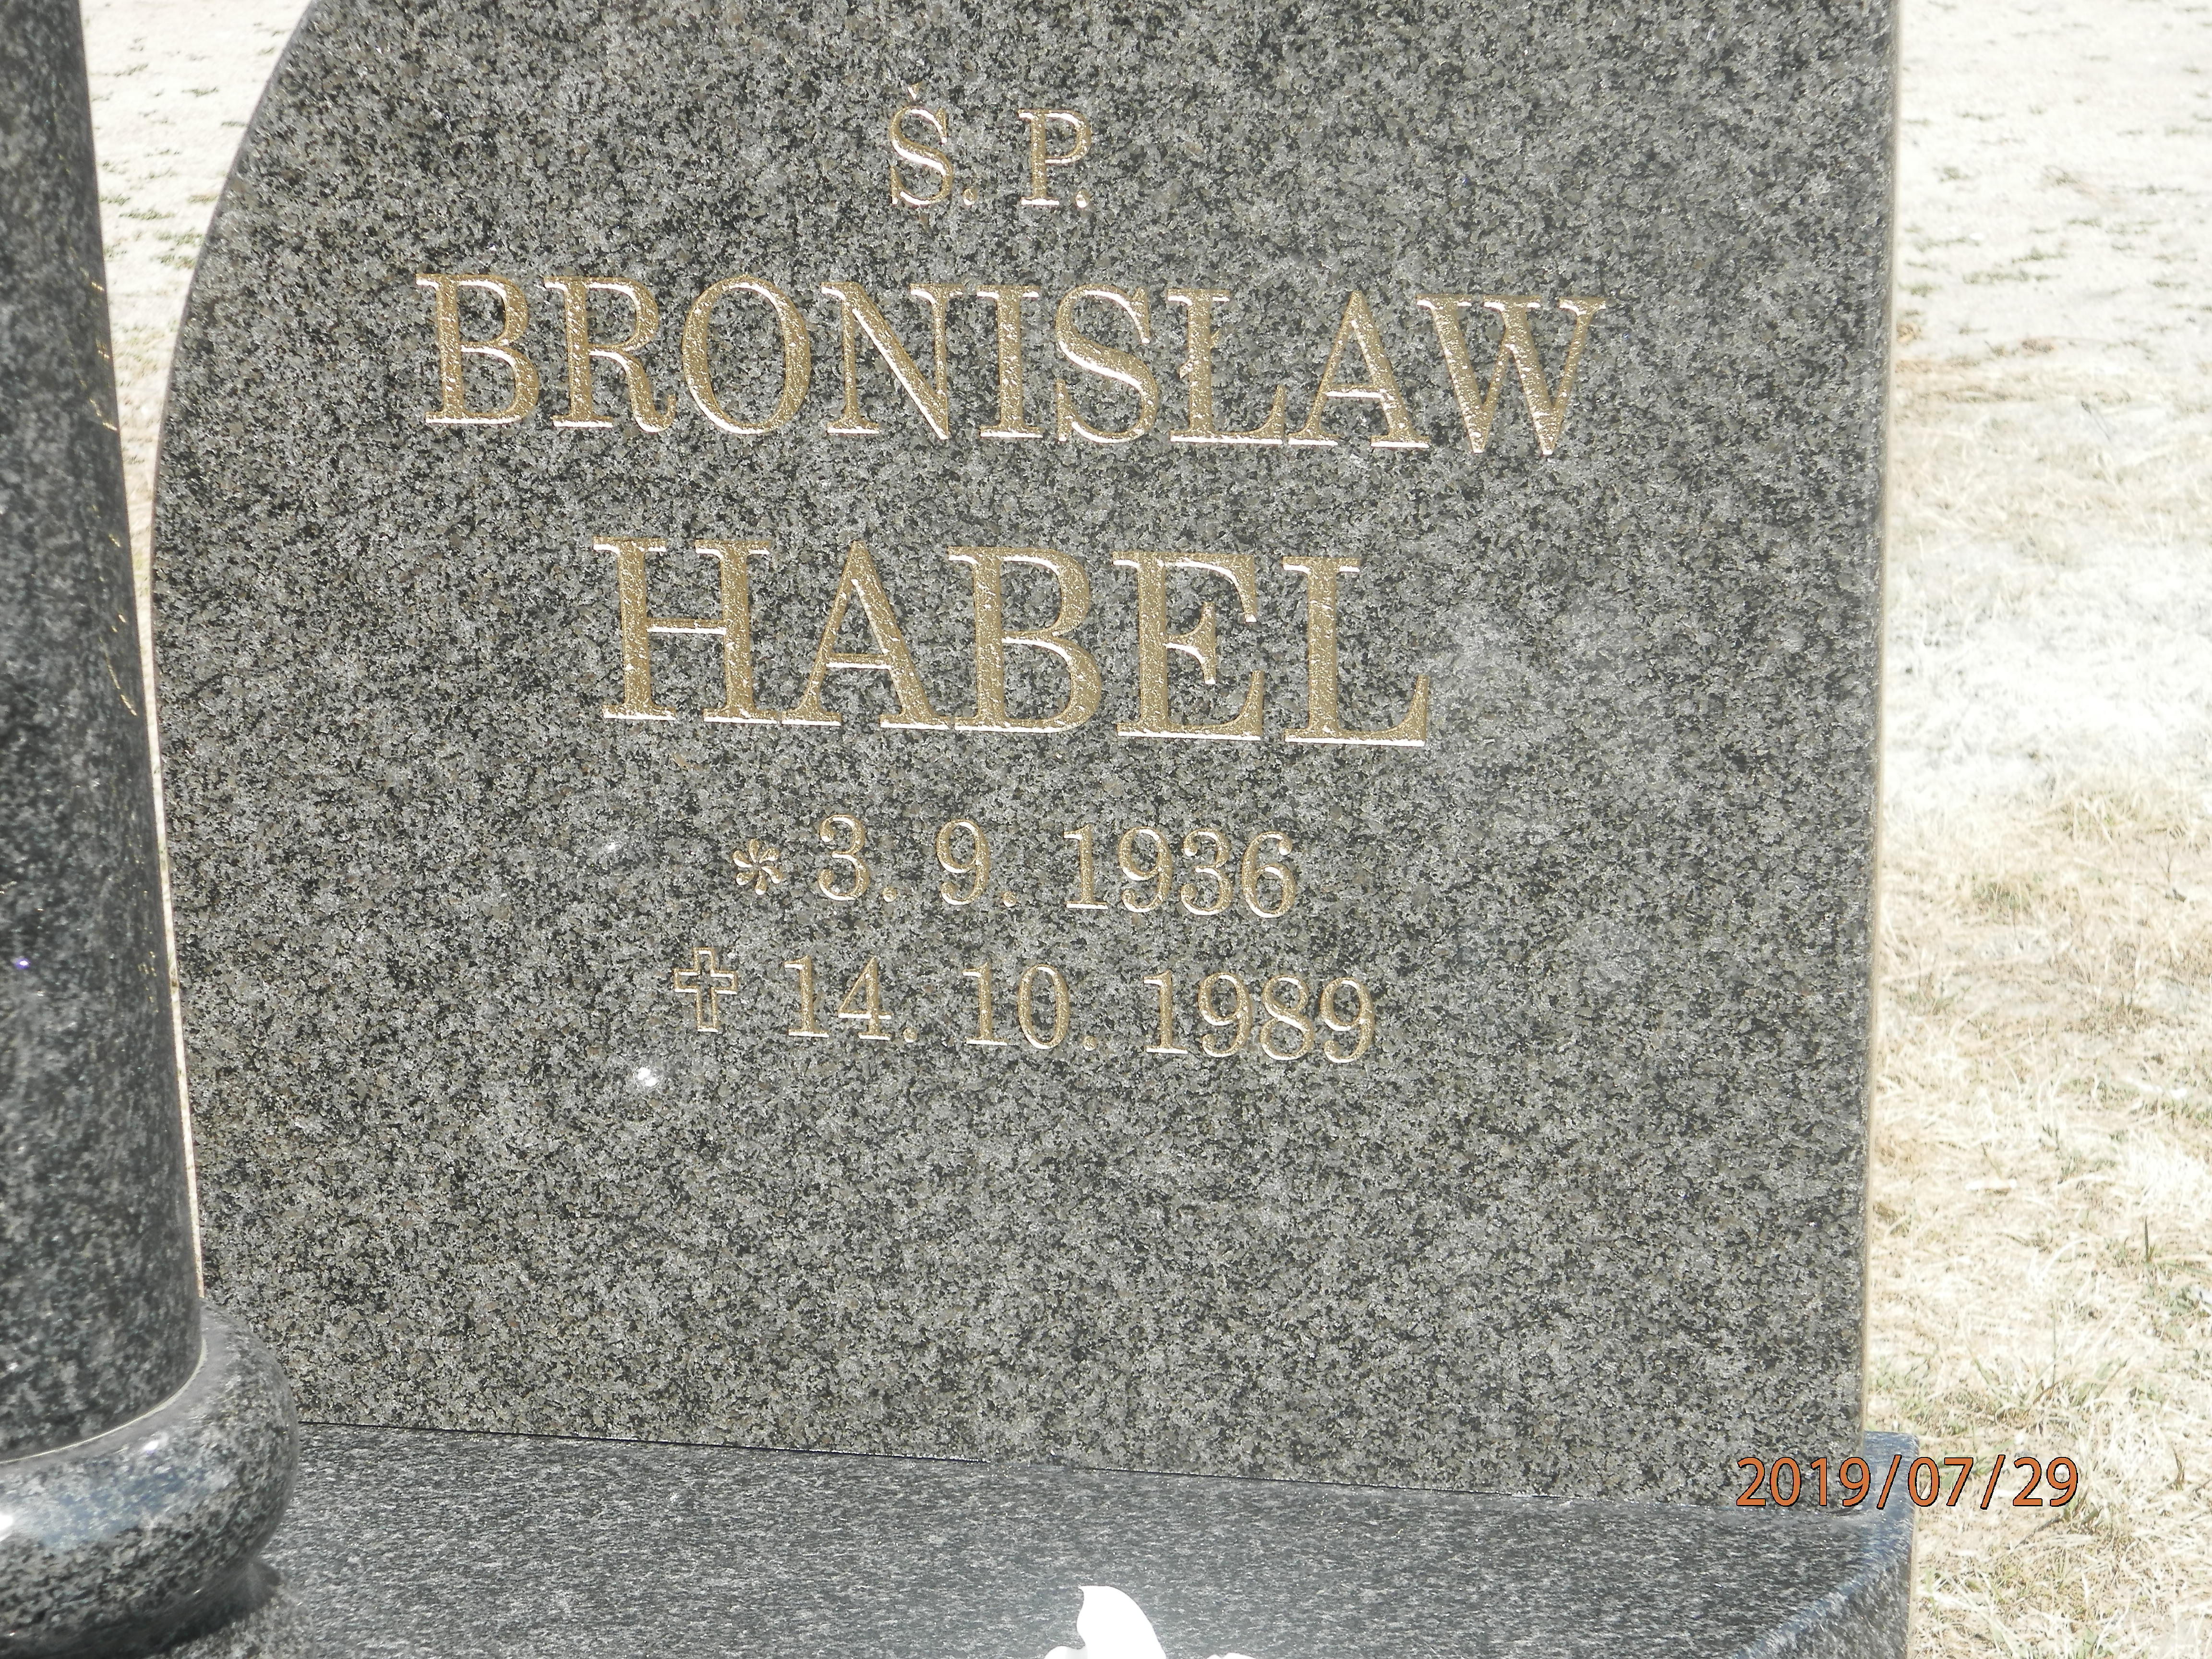 Ś. P.
BRONISŁAW
HABEL
* 3. 9. 1936
✝ 14. 10. 1989
2019/07/29